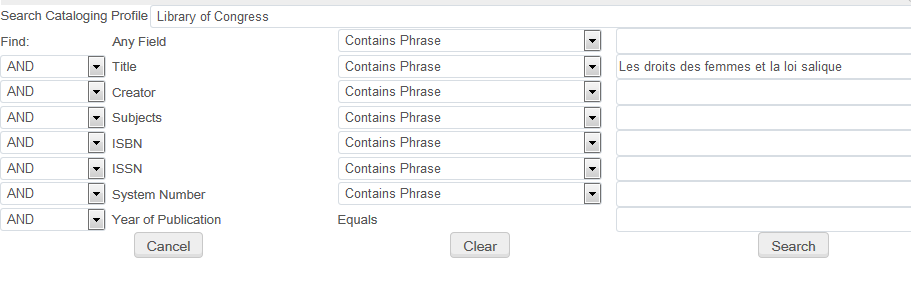 Search Cataloging Profile Library of Congress
Find: Any Field Contains Phrase
AND Title Contains Phrase Les droits des femmes et la loi salique
AND Creator Contains Phrase
AND Subjects Contains Phrase
AND ISBN Contains Phrase
AND ISSN Contains Phrase
AND System Number Contains Phrase
AND Year of Publication Equals
Cancel Clear Search